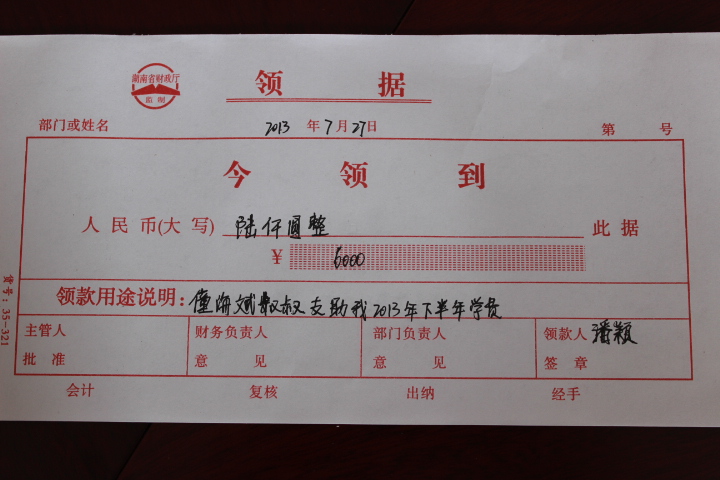 湖南省财政厅
监制
领 据
部门或姓名 2013 年 7 月 27 日 第 号
今 领 到
人民币(大写) 陆仟圆整 此据
¥ 6000
领款用途说明: 海斌叔叔支助我2013年下半年学费
主管人 财务负责人 部门负责人 领款人 潘颖
批准 意见 意见 签章
会计 复核 出纳 经手
货号:35-321